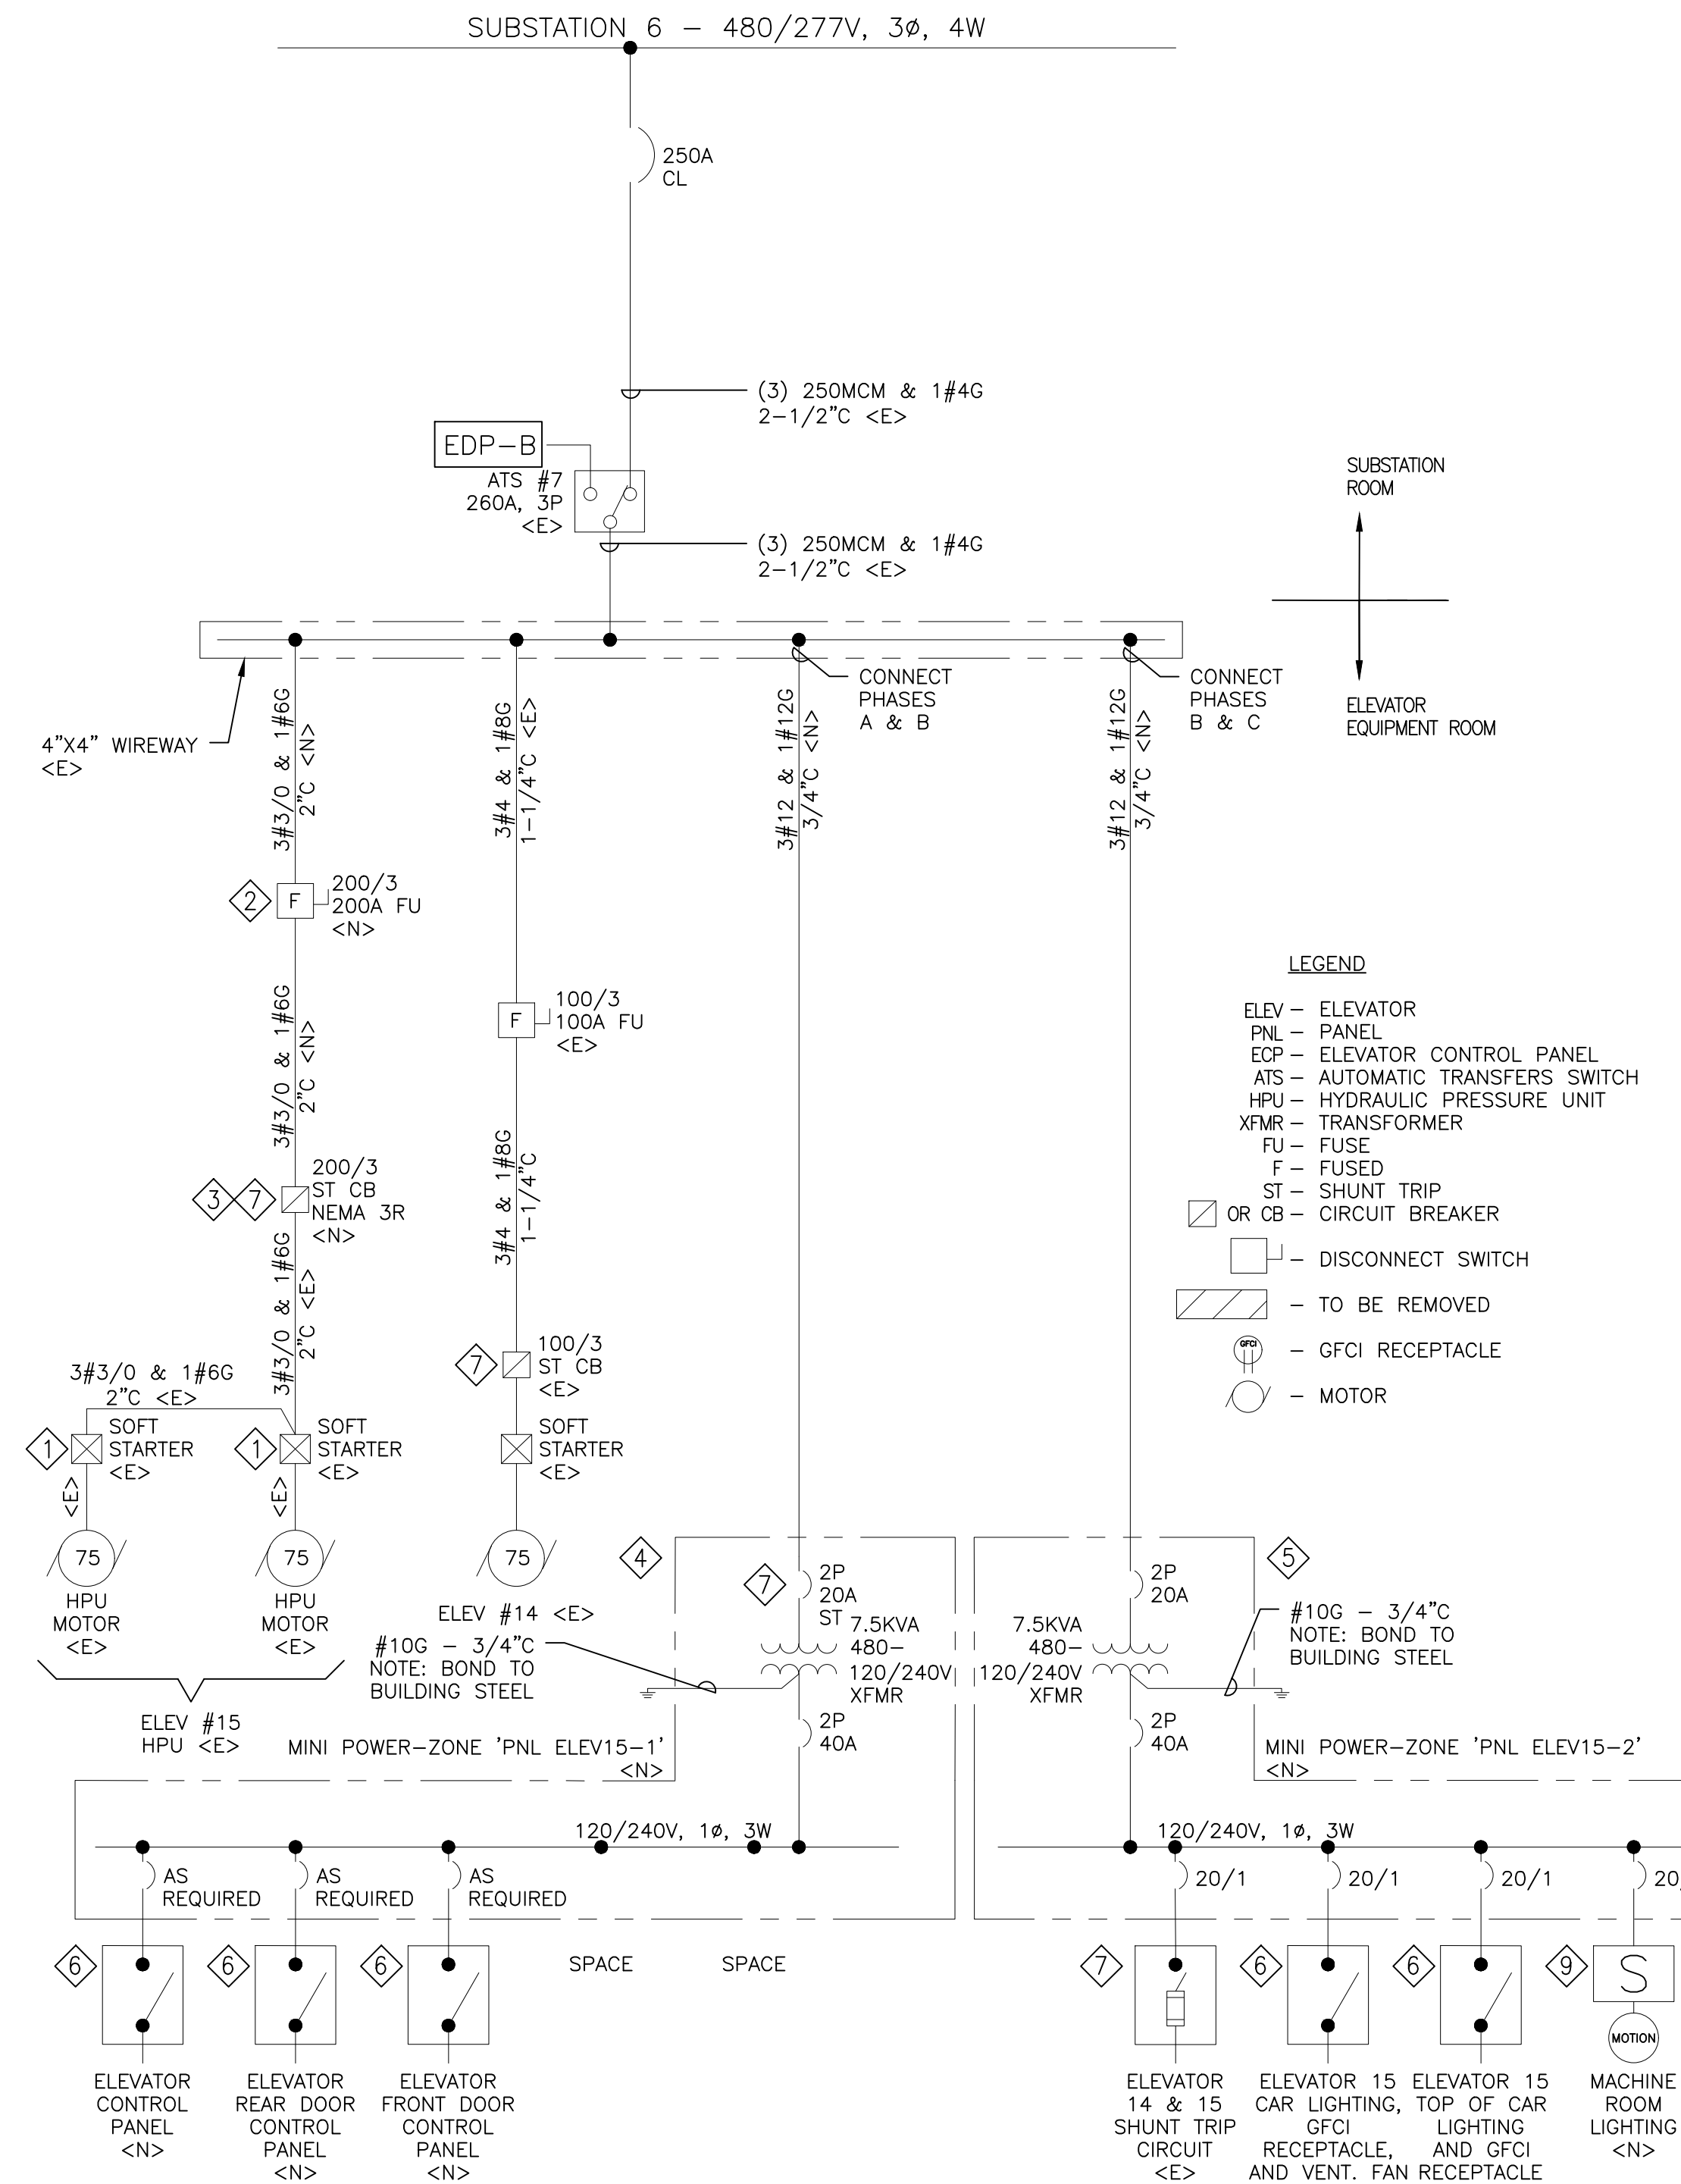 SUBSTATION 6 – 480/277V, 3ø, 4W
250A
CL
(3) 250MCM & 1#4G
2-1/2"C <E>
EDP-B
ATS #7
260A, 3P
<E>
(3) 250MCM & 1#4G
2-1/2"C <E>
SUBSTATION
ROOM
ELEVATOR
EQUIPMENT ROOM
4"X4" WIREWAY
<E>
CONNECT
PHASES
A & B
CONNECT
PHASES
B & C
3#3/0 & 1#6G
2"C <N>
3#4 & 1#8G
1-1/4"C <E>
3#12 & 1#12G
3/4"C <N>
3#12 & 1#12G
3/4"C <N>
2
F
200/3
200A FU
<N>
F
100/3
100A FU
<E>
3#3/0 & 1#6G
2"C <N>
3#4 & 1#8G
1-1/4"C
3
7
200/3
ST CB
NEMA 3R
<N>
3#3/0 & 1#6G
2"C <E>
7
100/3
ST CB
<E>
3#3/0 & 1#6G
2"C <E>
1
SOFT
STARTER
<E>
1
SOFT
STARTER
<E>
SOFT
STARTER
<E>
<E>
<E>
75
75
75
HPU
MOTOR
<E>
HPU
MOTOR
<E>
ELEV #14 <E>
ELEV #15
HPU <E>
LEGEND
ELEV – ELEVATOR
PNL – PANEL
ECP – ELEVATOR CONTROL PANEL
ATS – AUTOMATIC TRANSFERS SWITCH
HPU – HYDRAULIC PRESSURE UNIT
XFMR – TRANSFORMER
FU – FUSE
F – FUSED
ST – SHUNT TRIP
OR CB – CIRCUIT BREAKER
– DISCONNECT SWITCH
– TO BE REMOVED
GFCI – GFCI RECEPTACLE
– MOTOR
4
7
2P
20A
ST
7.5KVA
480-
120/240V
XFMR
2P
40A
#10G – 3/4"C
NOTE: BOND TO
BUILDING STEEL
MINI POWER-ZONE 'PNL ELEV15-1'
<N>
5
2P
20A
7.5KVA
480-
120/240V
XFMR
2P
40A
#10G – 3/4"C
NOTE: BOND TO
BUILDING STEEL
MINI POWER-ZONE 'PNL ELEV15-2'
<N>
120/240V, 1ø, 3W
AS
REQUIRED
AS
REQUIRED
AS
REQUIRED
6
6
6
SPACE
SPACE
ELEVATOR
CONTROL
PANEL
<N>
ELEVATOR
REAR DOOR
CONTROL
PANEL
<N>
ELEVATOR
FRONT DOOR
CONTROL
PANEL
<N>
120/240V, 1ø, 3W
20/1
20/1
20/1
20/
7
6
6
9
S
MOTION
ELEVATOR
14 & 15
SHUNT TRIP
CIRCUIT
<E>
ELEVATOR 15
CAR LIGHTING,
GFCI
RECEPTACLE,
AND VENT. FAN
ELEVATOR 15
TOP OF CAR
LIGHTING
AND GFCI
RECEPTACLE
MACHINE
ROOM
LIGHTING
<N>